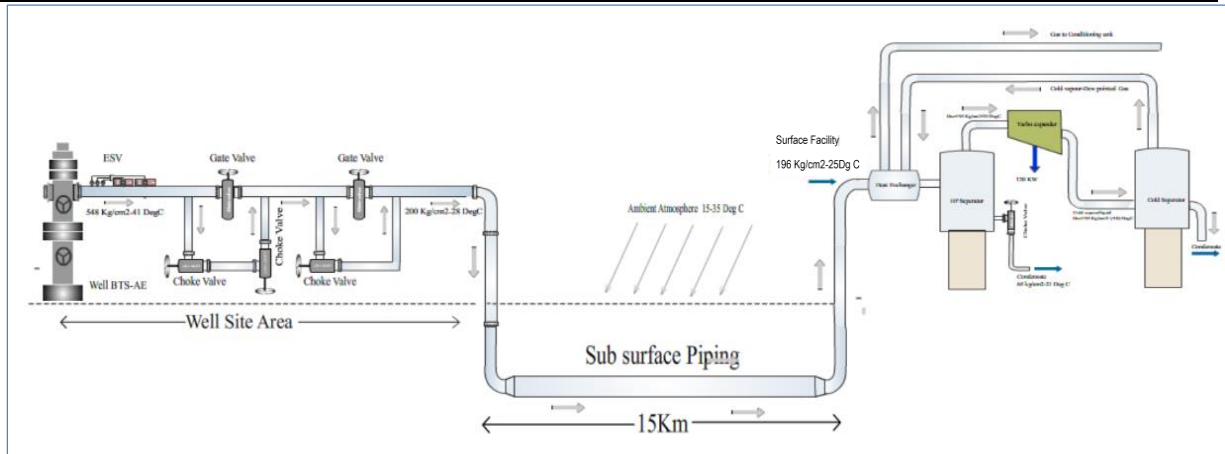 ESV
Gate Valve
Gate Valve
548 Kg/cm2-41 DegC
200 Kg/cm2-28 DegC
Choke Valve
Choke Valve
Choke Valve
Well BTS-AE
Well Site Area
Ambient Atmosphere 15-35 Deg C
Sub surface Piping
15Km
Surface Facility
196 Kg/cm2-25Dg C
Gas to Conditioning unit
Cold vapour-Dew pointed Gas
Turbo expander
120 KW
Heat Exchanger
HP Separator
Choke Valve
Condensate
Cold Separator
Condensate